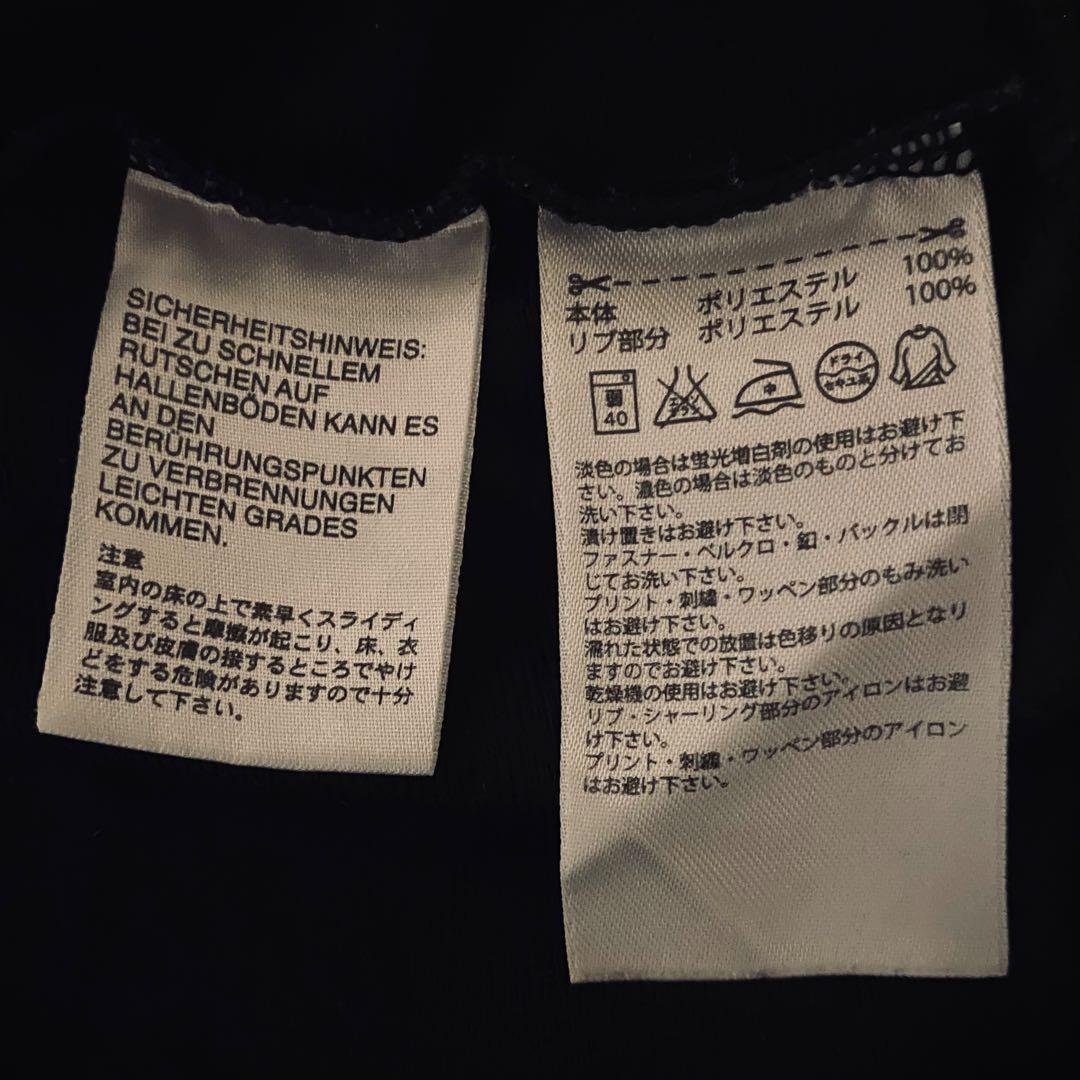 SICHERHEITSHINWEIS:
BEI ZU SCHNELLEM
RUTSCHEN AUF
HALLENBÖDEN KANN ES
AN DEN
BERÜHRUNGSPUNKTEN
ZU VERBRENNUNGEN
LEICHTEN GRADES
KOMMEN.
注意
室内の床の上で素早くスライディ
ングすると摩擦が起こり、床、衣
服及び皮膚の接するところでやけ
どをする危険がありますので十分
注意して下さい。
本体 ポリエステル 100%
リブ部分 ポリエステル 100%
弱
40
エンソ
サラシ
中
ドライ
セキユ系
淡色の場合は蛍光増白剤の使用はお避け下
さい。濃色の場合は淡色のものと分けてお
洗い下さい。
漬け置きはお避け下さい。
ファスナー・ベルクロ・釦・バックルは閉
じてお洗い下さい。
プリント・刺繍・ワッペン部分のもみ洗い
はお避け下さい。
濡れた状態での放置は色移りの原因となり
ますのでお避け下さい。
乾燥機の使用はお避け下さい。
リブ・シャーリング部分のアイロンはお避
け下さい。
プリント・刺繍・ワッペン部分のアイロン
はお避け下さい。